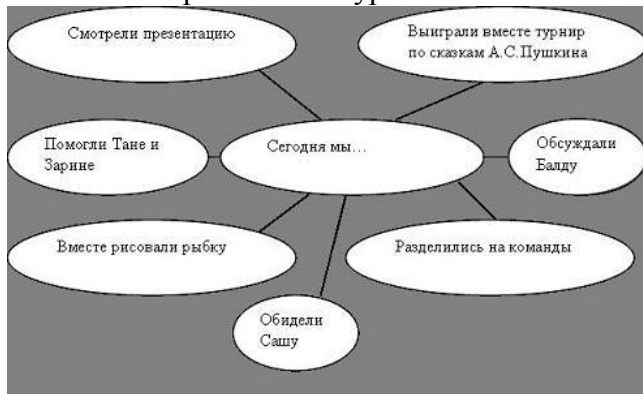 Смотрели презентацию
Выиграли вместе турнир
по сказкам А.С.Пушкина
Помогли Тане и
Зарине
Сегодня мы…
Обсуждали
Балду
Вместе рисовали рыбку
Разделились на команды
Обидели
Сашу